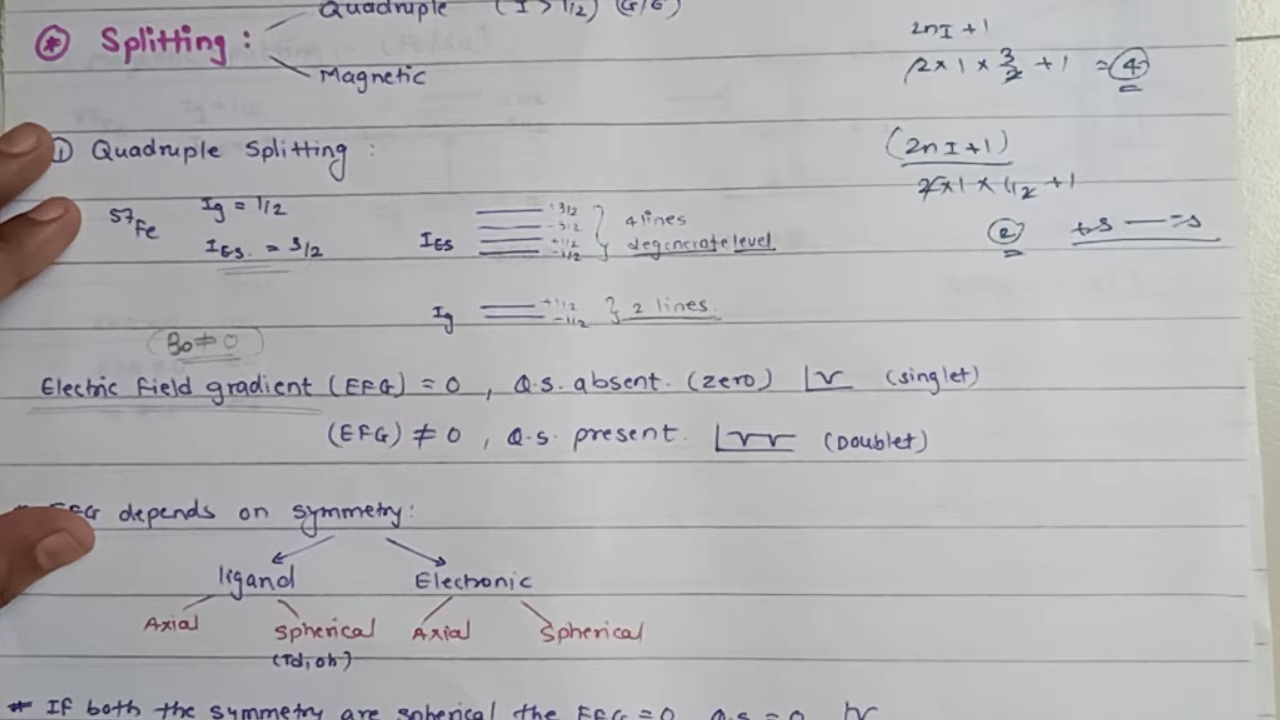 Quadruple (I > 1/2) (G/E)
* Splitting :
Magnetic
2nI + 1
2 × 1 × 3/2 + 1 = 4
① Quadruple Splitting :
(2nI + 1)
2 × 1 × 1/2 + 1
②
57Fe Ig = 1/2
IES. = 3/2
IES +3/2 -3/2 +1/2 -1/2 } 4 lines
degenerate level
Ig +1/2 -1/2 } 2 lines.
Electric Field gradient (EFG) = 0 , Q.S. absent. (zero) (singlet)
(EFG) ≠ 0 , Q.S. present. (Doublet)
EFG depends on symmetry:
ligand Electronic
Axial Spherical Axial Spherical
(Td, Oh)
* If both the symmetry are spherical the EFG = 0 Q.S = 0